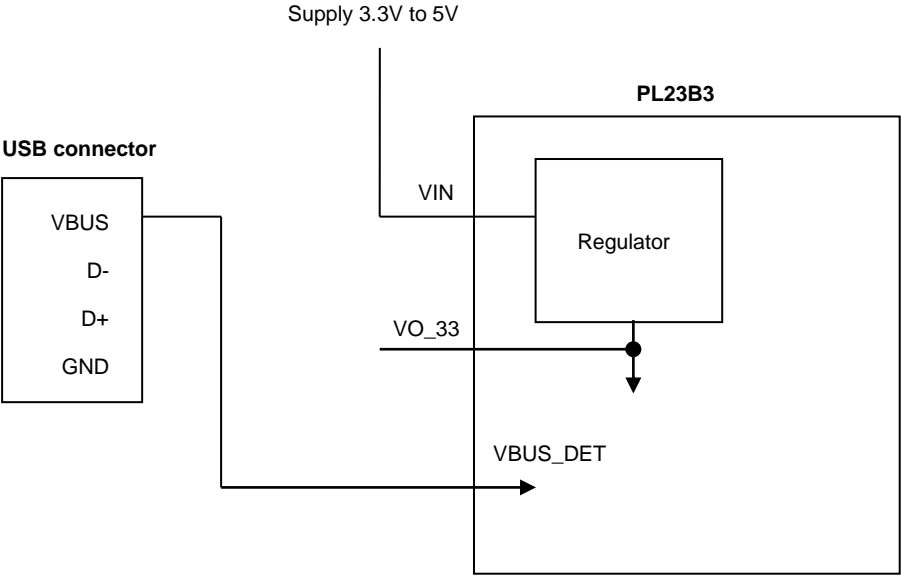 Supply 3.3V to 5V
PL23B3
USB connector
VIN
VBUS
Regulator
D-
D+
VO_33
GND
VBUS_DET